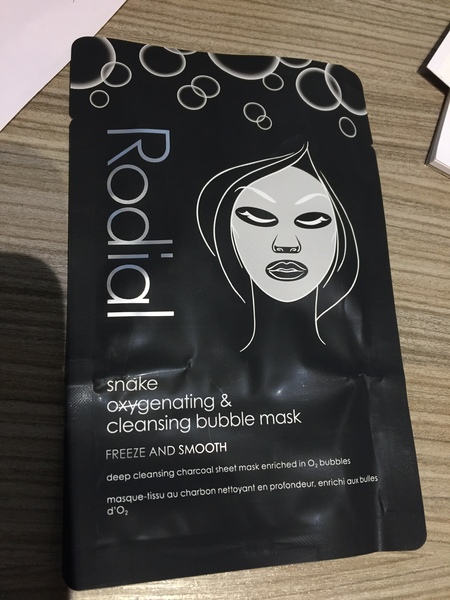 Rodial
snake
oxygenating &
cleansing bubble mask
FREEZE AND SMOOTH
deep cleansing charcoal sheet mask enriched in O₂ bubbles
masque-tissu au charbon nettoyant en profondeur, enrichi aux bulles
d'O₂